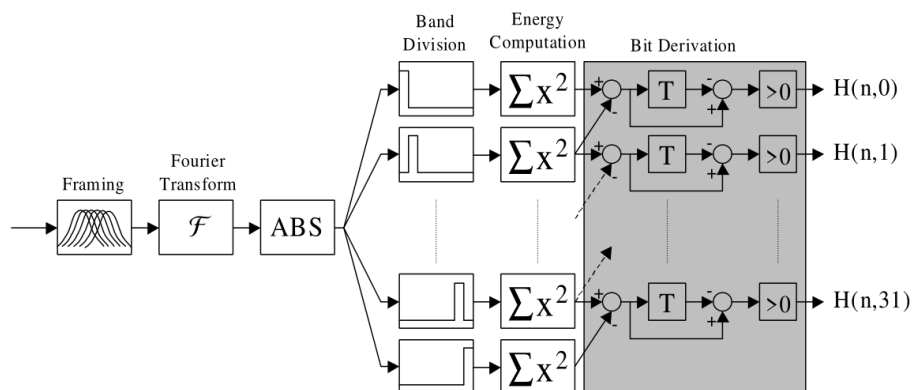 Band
Division
Energy
Computation
Bit Derivation
∑x²
+
-
T
-
+
>0
H(n,0)
∑x²
+
-
T
-
+
>0
H(n,1)
Framing
Fourier
Transform
ℱ
ABS
∑x²
+
-
T
-
+
>0
H(n,31)
∑x²